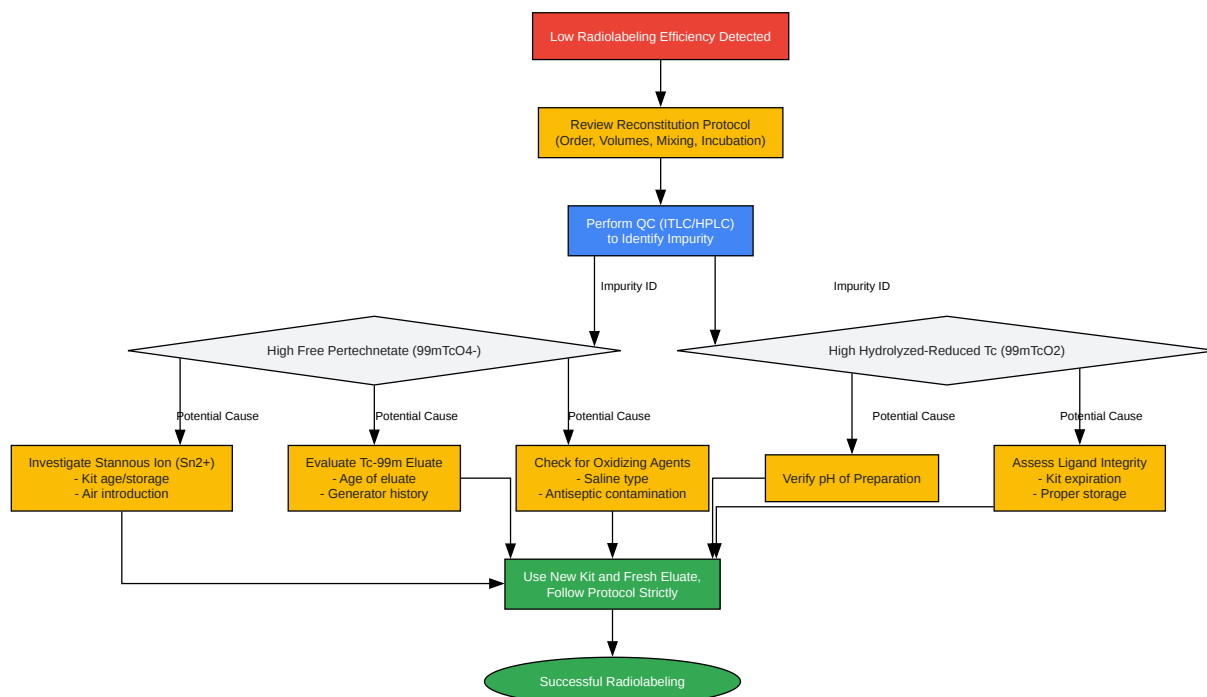 Low Radiolabeling Efficiency Detected
Review Reconstitution Protocol
(Order, Volumes, Mixing, Incubation)
Perform QC (ITLC/HPLC)
to Identify Impurity
Impurity ID
Impurity ID
High Free Pertechnetate (99mTcO4-)
High Hydrolyzed-Reduced Tc (99mTcO2)
Potential Cause
Potential Cause
Potential Cause
Potential Cause
Potential Cause
Investigate Stannous Ion (Sn2+)
- Kit age/storage
- Air introduction
Evaluate Tc-99m Eluate
- Age of eluate
- Generator history
Check for Oxidizing Agents
- Saline type
- Antiseptic contamination
Verify pH of Preparation
Assess Ligand Integrity
- Kit expiration
- Proper storage
Use New Kit and Fresh Eluate,
Follow Protocol Strictly
Successful Radiolabeling